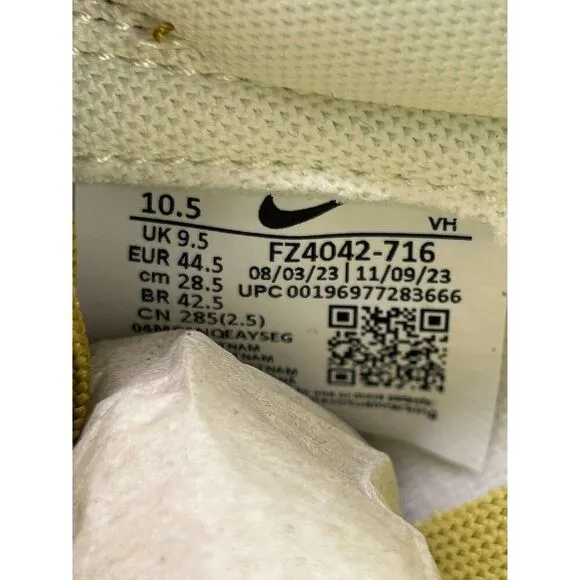 10.5 VH
UK 9.5 FZ4042-716
EUR 44.5 08/03/23 | 11/09/23
cm 28.5 UPC 00196977283666
BR 42.5
CN 285(2.5)